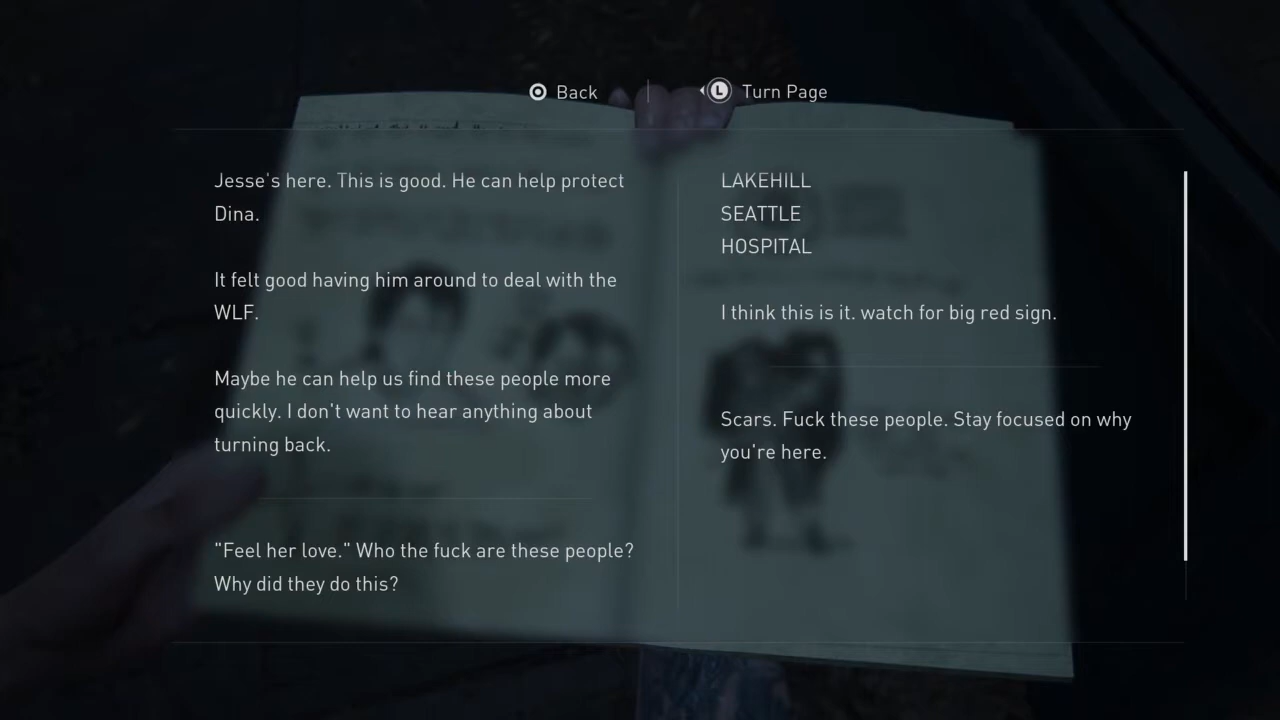 Back
L Turn Page
Jesse's here. This is good. He can help protect
Dina.
It felt good having him around to deal with the
WLF.
Maybe he can help us find these people more
quickly. I don't want to hear anything about
turning back.
"Feel her love." Who the fuck are these people?
Why did they do this?
LAKEHILL
SEATTLE
HOSPITAL
I think this is it. watch for big red sign.
Scars. Fuck these people. Stay focused on why
you're here.